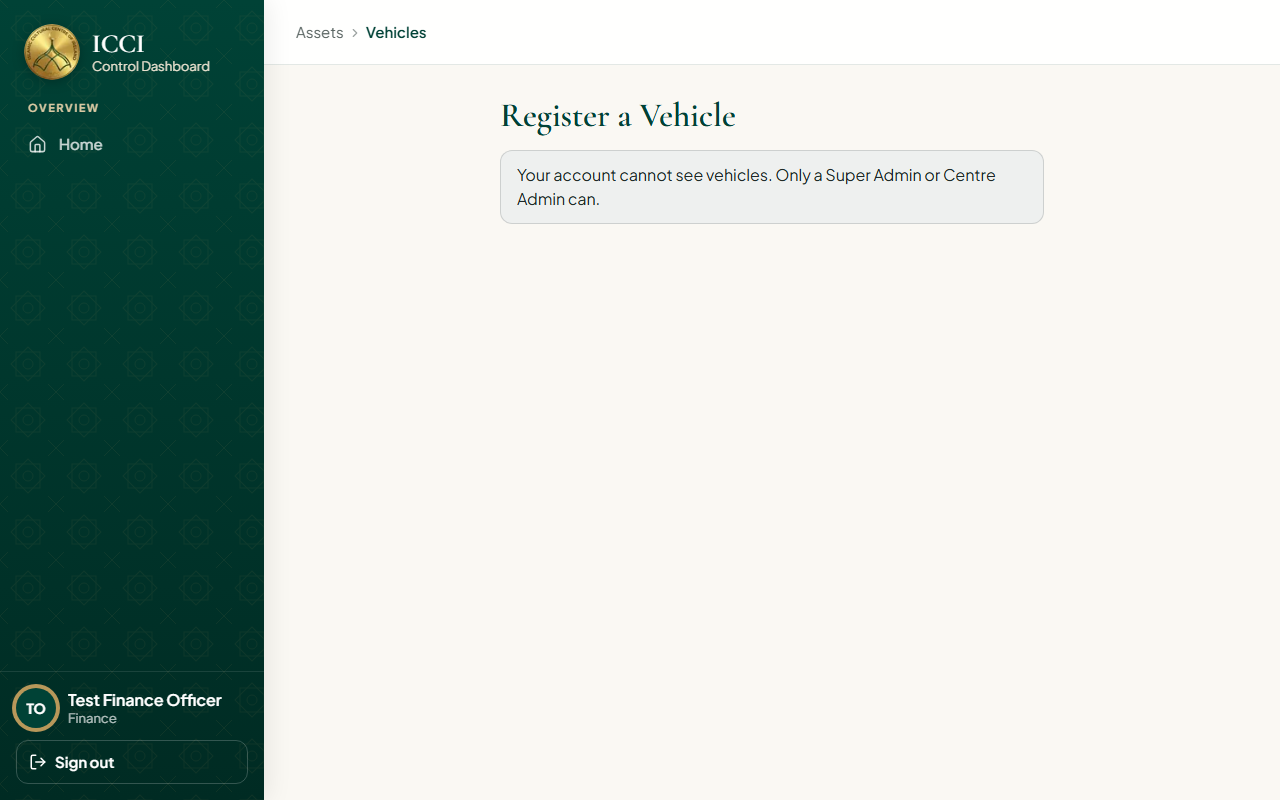 ICCI
Control Dashboard
OVERVIEW
Home
Test Finance Officer
TO
Finance
Sign out
Assets > Vehicles
Register a Vehicle
Your account cannot see vehicles. Only a Super Admin or Centre
Admin can.